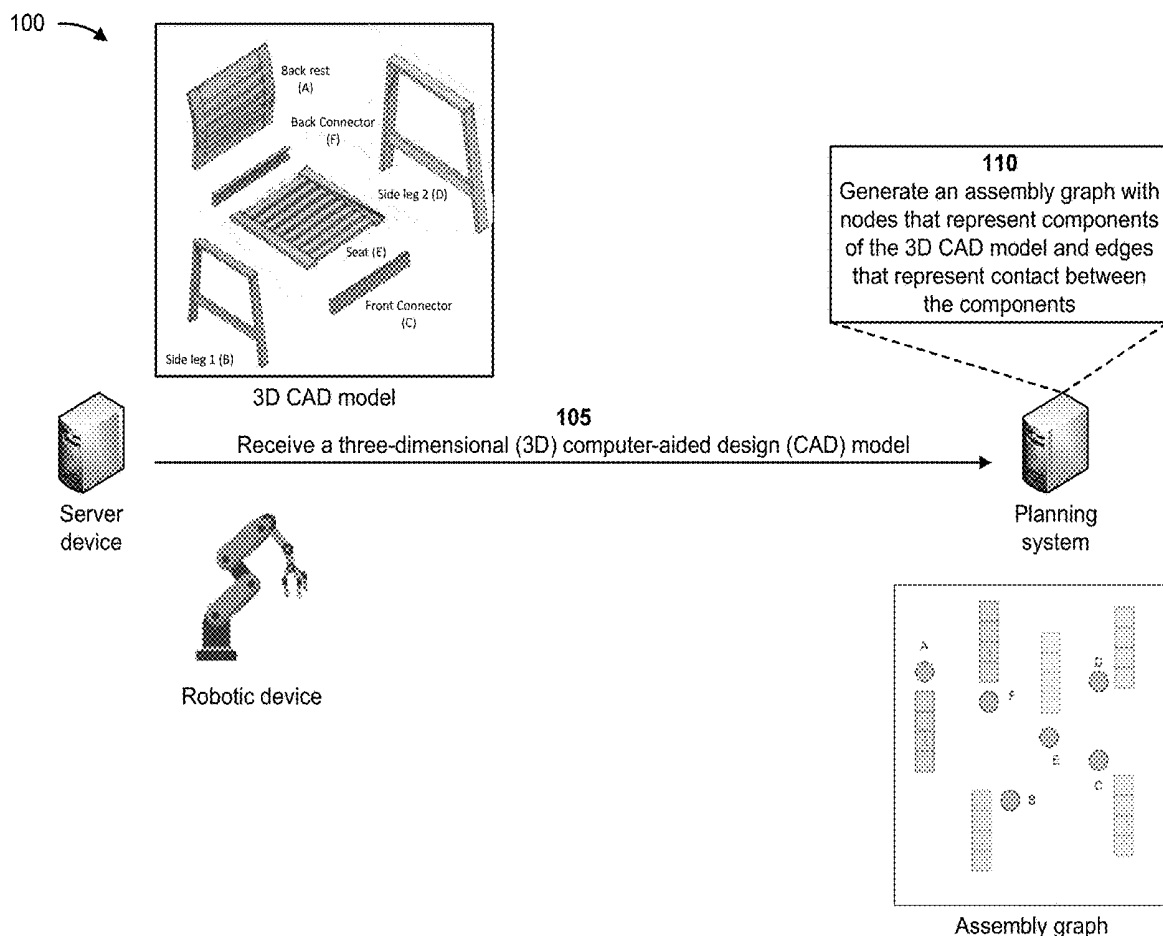 100
Back rest
(A)
Back Connector
(F)
Side leg 2 (D)
Seat (E)
Front Connector
(C)
Side leg 1 (B)
3D CAD model
110
Generate an assembly graph with
nodes that represent components
of the 3D CAD model and edges
that represent contact between
the components
105
Receive a three-dimensional (3D) computer-aided design (CAD) model
Server
device
Planning
system
Robotic device
A
D
F
E
C
B
Assembly graph